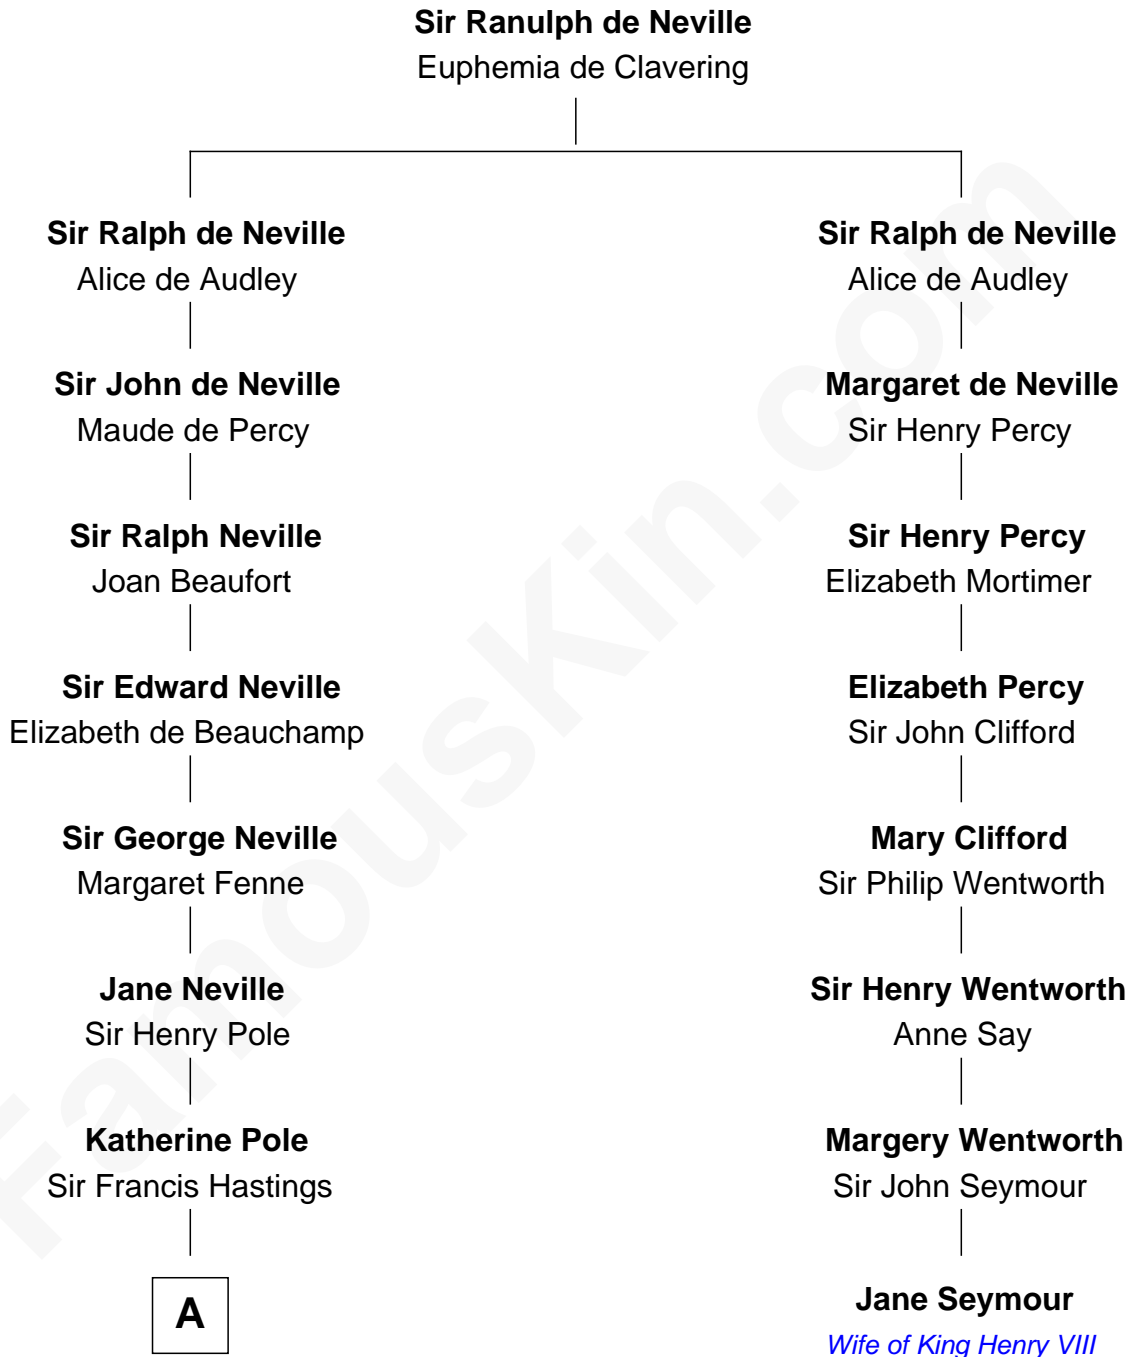 Sir Ranulph de Neville
Euphemia de Clavering
Sir Ralph de Neville
Alice de Audley
Sir John de Neville
Maude de Percy
Sir Ralph Neville
Joan Beaufort
Sir Edward Neville
Elizabeth de Beauchamp
Sir George Neville
Margaret Fenne
Jane Neville
Sir Henry Pole
Katherine Pole
Sir Francis Hastings
A
Sir Ralph de Neville
Alice de Audley
Margaret de Neville
Sir Henry Percy
Sir Henry Percy
Elizabeth Mortimer
Elizabeth Percy
Sir John Clifford
Mary Clifford
Sir Philip Wentworth
Sir Henry Wentworth
Anne Say
Margery Wentworth
Sir John Seymour
Jane Seymour
Wife of King Henry VIII
FamousKin.com